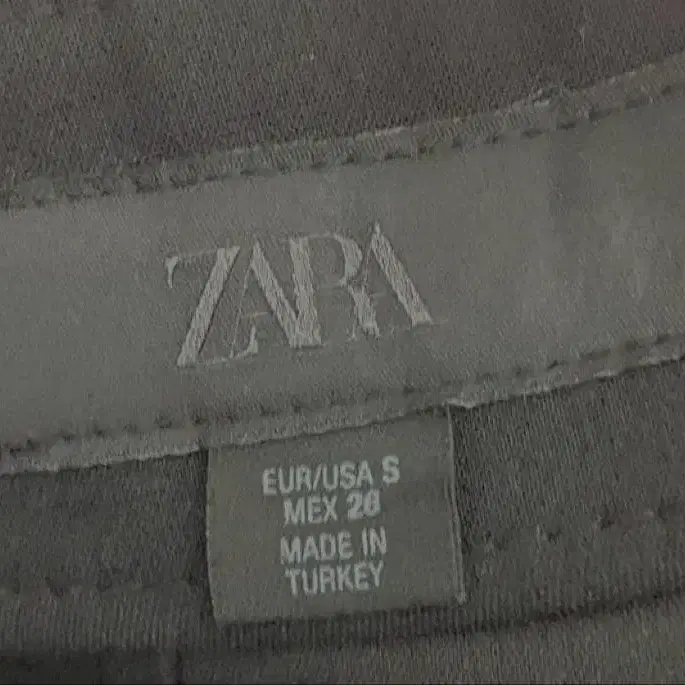 ZARA
EUR/USA S
MEX 26
MADE IN
TURKEY